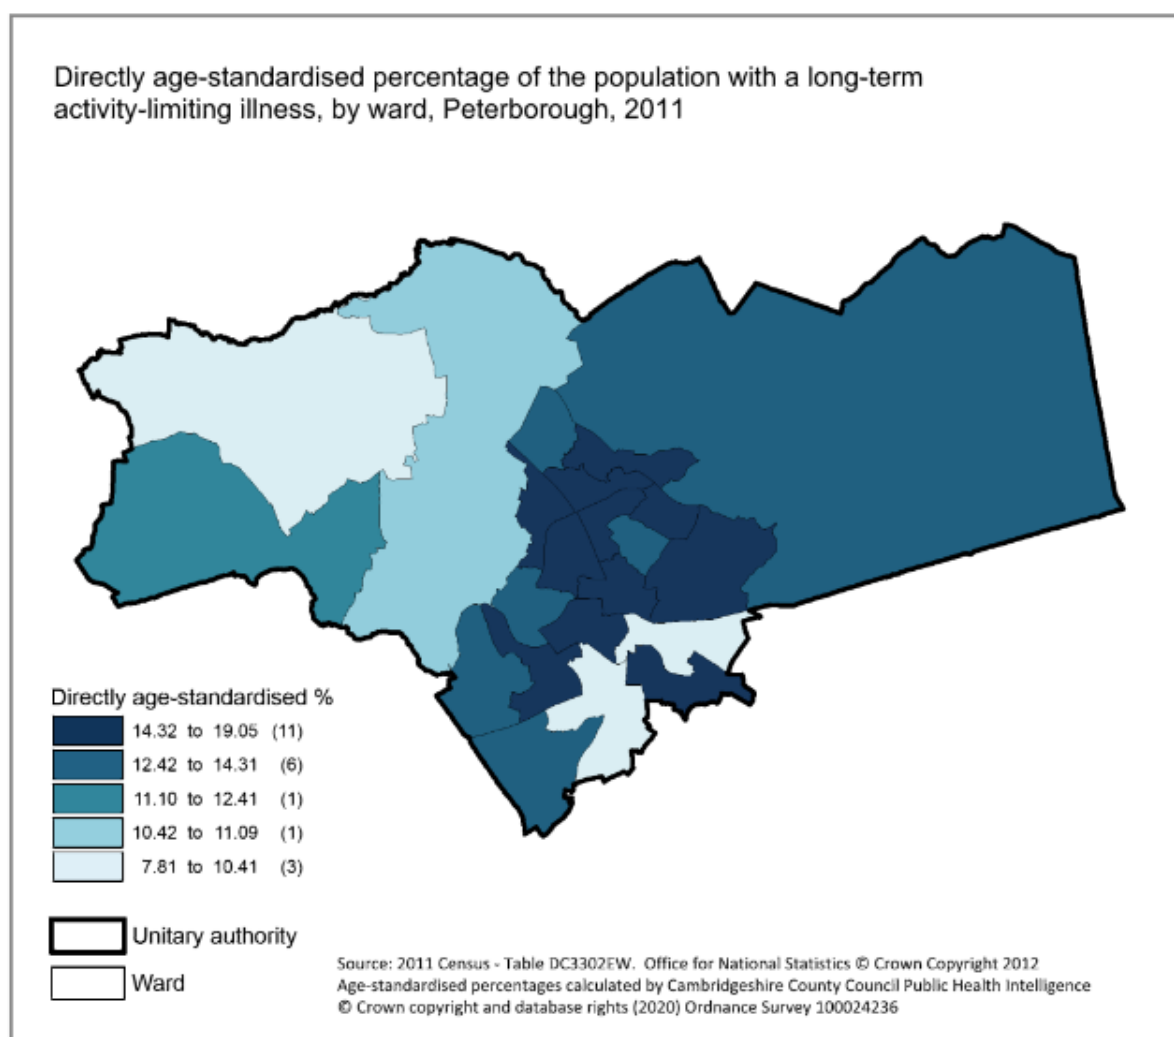 Directly age-standardised percentage of the population with a long-term
activity-limiting illness, by ward, Peterborough, 2011
Directly age-standardised %
14.32 to 19.05 (11)
12.42 to 14.31 (6)
11.10 to 12.41 (1)
10.42 to 11.09 (1)
7.81 to 10.41 (3)
Unitary authority
Ward
Source: 2011 Census - Table DC3302EW. Office for National Statistics © Crown Copyright 2012
Age-standardised percentages calculated by Cambridgeshire County Council Public Health Intelligence
© Crown copyright and database rights (2020) Ordnance Survey 100024236